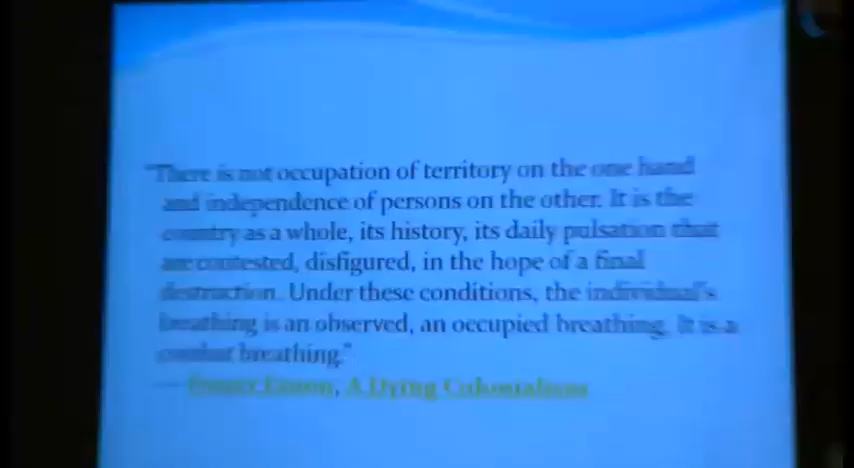 "There is not occupation of territory on the one hand
and independence of persons on the other. It is the
country as a whole, its history, its daily pulsation that
are contested, disfigured, in the hope of a final
destruction. Under these conditions, the individual's
breathing is an observed, an occupied breathing. It is a
combat breathing."
— Frantz Fanon, A Dying Colonialism